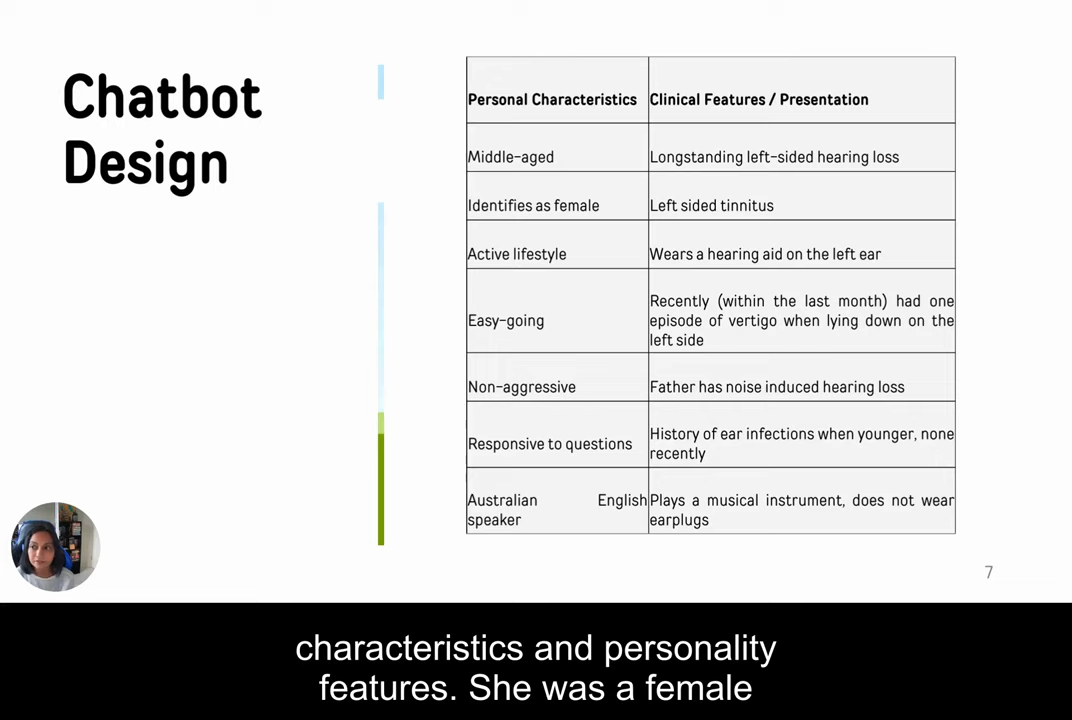 Chatbot
Design
Personal Characteristics Clinical Features / Presentation
Middle-aged Longstanding left-sided hearing loss
Identifies as female Left sided tinnitus
Active lifestyle Wears a hearing aid on the left ear
Easy-going Recently (within the last month) had one
episode of vertigo when lying down on the
left side
Non-aggressive Father has noise induced hearing loss
Responsive to questions History of ear infections when younger, none
recently
Australian English speaker Plays a musical instrument, does not wear
earplugs
7
characteristics and personality
features. She was a female